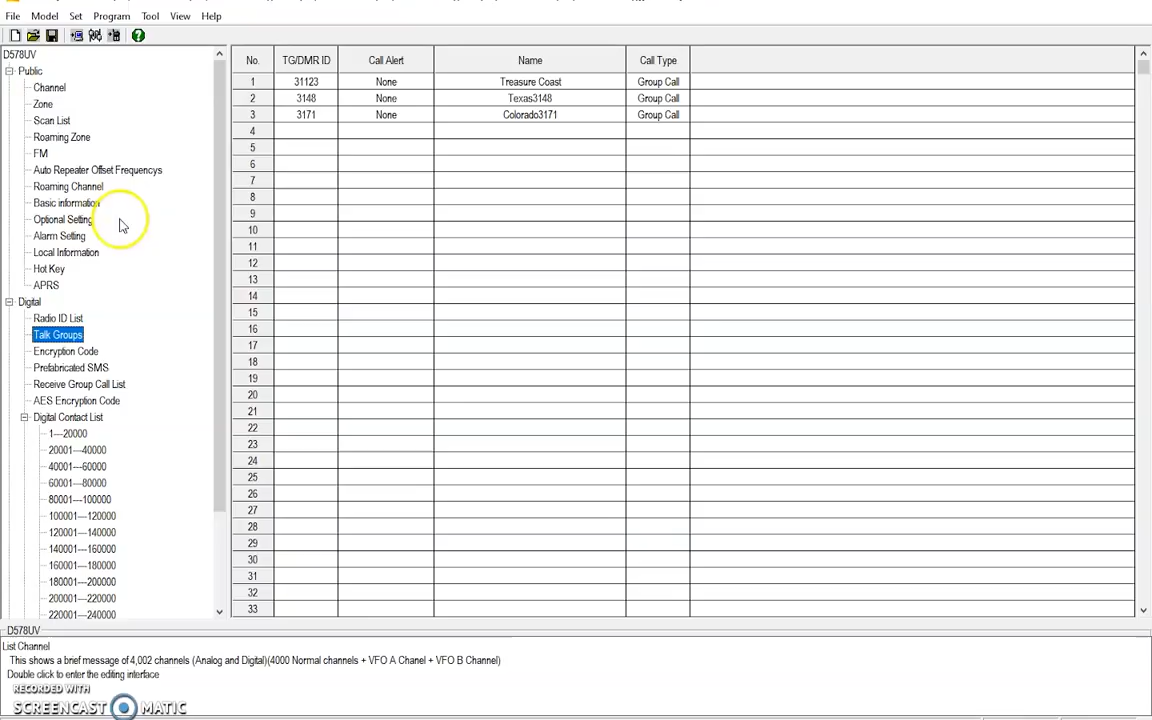 File Model Set Program Tool View Help
D578UV
Public
Channel
Zone
Scan List
Roaming Zone
FM
Auto Repeater Offset Frequencys
Roaming Channel
Basic information
Optional Setting
Alarm Setting
Local Information
Hot Key
APRS
Digital
Radio ID List
Talk Groups
Encryption Code
Prefabricated SMS
Receive Group Call List
AES Encryption Code
Digital Contact List
1---20000
20001---40000
40001---60000
60001---80000
80001---100000
100001---120000
120001---140000
140001---160000
160001---180000
180001---200000
200001---220000
220001---240000
No. TG/DMR ID Call Alert Name Call Type
1 31123 None Treasure Coast Group Call
2 3148 None Texas3148 Group Call
3 3171 None Colorado3171 Group Call
4
5
6
7
8
9
10
11
12
13
14
15
16
17
18
19
20
21
22
23
24
25
26
27
28
29
30
31
32
33
D578UV
List Channel
This shows a brief message of 4,002 channels (Analog and Digital)(4000 Normal channels + VFO A Chanel + VFO B Channel)
Double click to enter the editing interface
RECORDED WITH
SCREENCAST MATIC